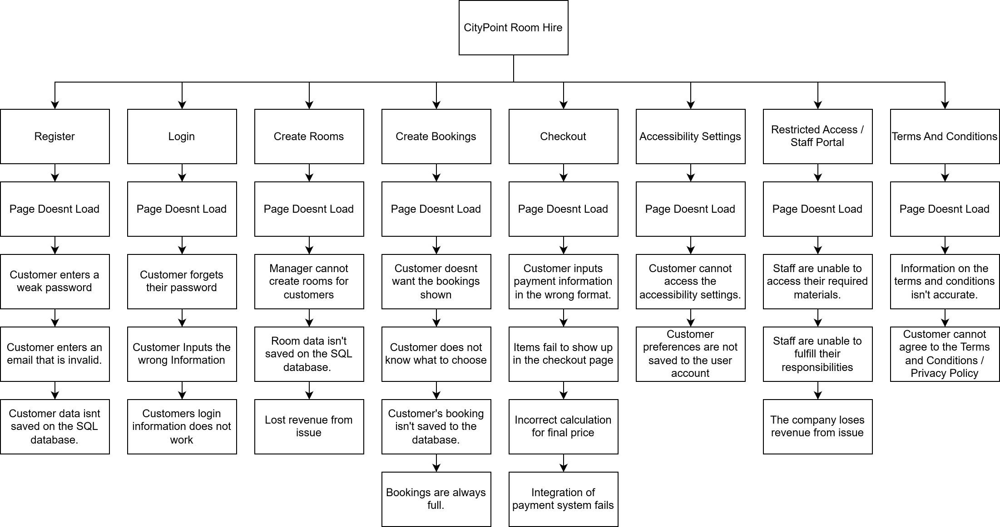 CityPoint Room Hire
Register
Login
Create Rooms
Create Bookings
Checkout
Accessibility Settings
Restricted Access /
Staff Portal
Terms And Conditions
Page Doesnt Load
Page Doesnt Load
Page Doesnt Load
Page Doesnt Load
Page Doesnt Load
Page Doesnt Load
Page Doesnt Load
Page Doesnt Load
Customer enters a
weak password
Customer forgets
their password
Manager cannot
create rooms for
customers
Customer doesnt
want the bookings
shown
Customer inputs
payment information
in the wrong format.
Customer cannot
access the
accessibility settings.
Staff are unable to
access their required
materials.
Information on the
terms and conditions
isn't accurate.
Customer enters an
email that is invalid.
Customer Inputs the
wrong Information
Room data isn't
saved on the SQL
database.
Customer does not
know what to choose
Items fail to show up
in the checkout page
Customer
preferences are not
saved to the user
account
Staff are unable to
fulfill their
responsibilities
Customer cannot
agree to the Terms
and Conditions /
Privacy Policy
Customer data isnt
saved on the SQL
database.
Customers login
information does not
work
Lost revenue from
issue
Customer's booking
isn't saved to the
database.
Incorrect calculation
for final price
The company loses
revenue from issue
Bookings are always
full.
Integration of
payment system fails